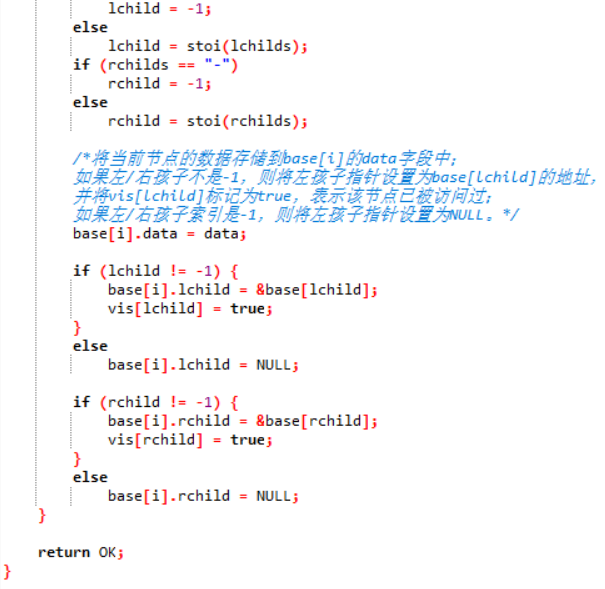 lchild = -1;
else
lchild = stoi(lchilds);
if (rchilds == "-")
rchild = -1;
else
rchild = stoi(rchilds);
/*将当前节点的数据存储到base[i]的data字段中;
如果左/右孩子不是-1，则将左孩子指针设置为base[lchild]的地址，
并将vis[lchild]标记为true，表示该节点已被访问过;
如果左/右孩子索引是-1，则将左孩子指针设置为NULL。*/
base[i].data = data;
if (lchild != -1) {
base[i].lchild = &base[lchild];
vis[lchild] = true;
}
else
base[i].lchild = NULL;
if (rchild != -1) {
base[i].rchild = &base[rchild];
vis[rchild] = true;
}
else
base[i].rchild = NULL;
}
return OK;
}